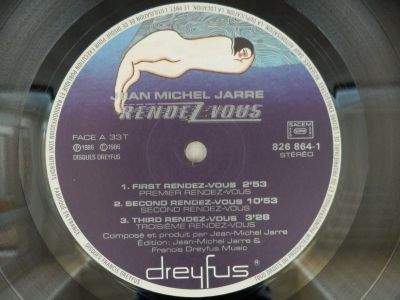 JEAN MICHEL JARRE
RENDEZ-VOUS
FACE A 33T
Ⓟ1986 ©1986
DISQUES DREYFUS
SACEM
826 864-1
STÉRÉO
1. FIRST RENDEZ-VOUS 2'53
PREMIER RENDEZ-VOUS
2. SECOND RENDEZ-VOUS 10'53
SECOND RENDEZ-VOUS
3. THIRD RENDEZ-VOUS 3'28
TROISIÈME RENDEZ-VOUS
Composé et produit par Jean-Michel Jarre
Édition: Jean-Michel Jarre &
Francis Dreyfus Music
dreyfus